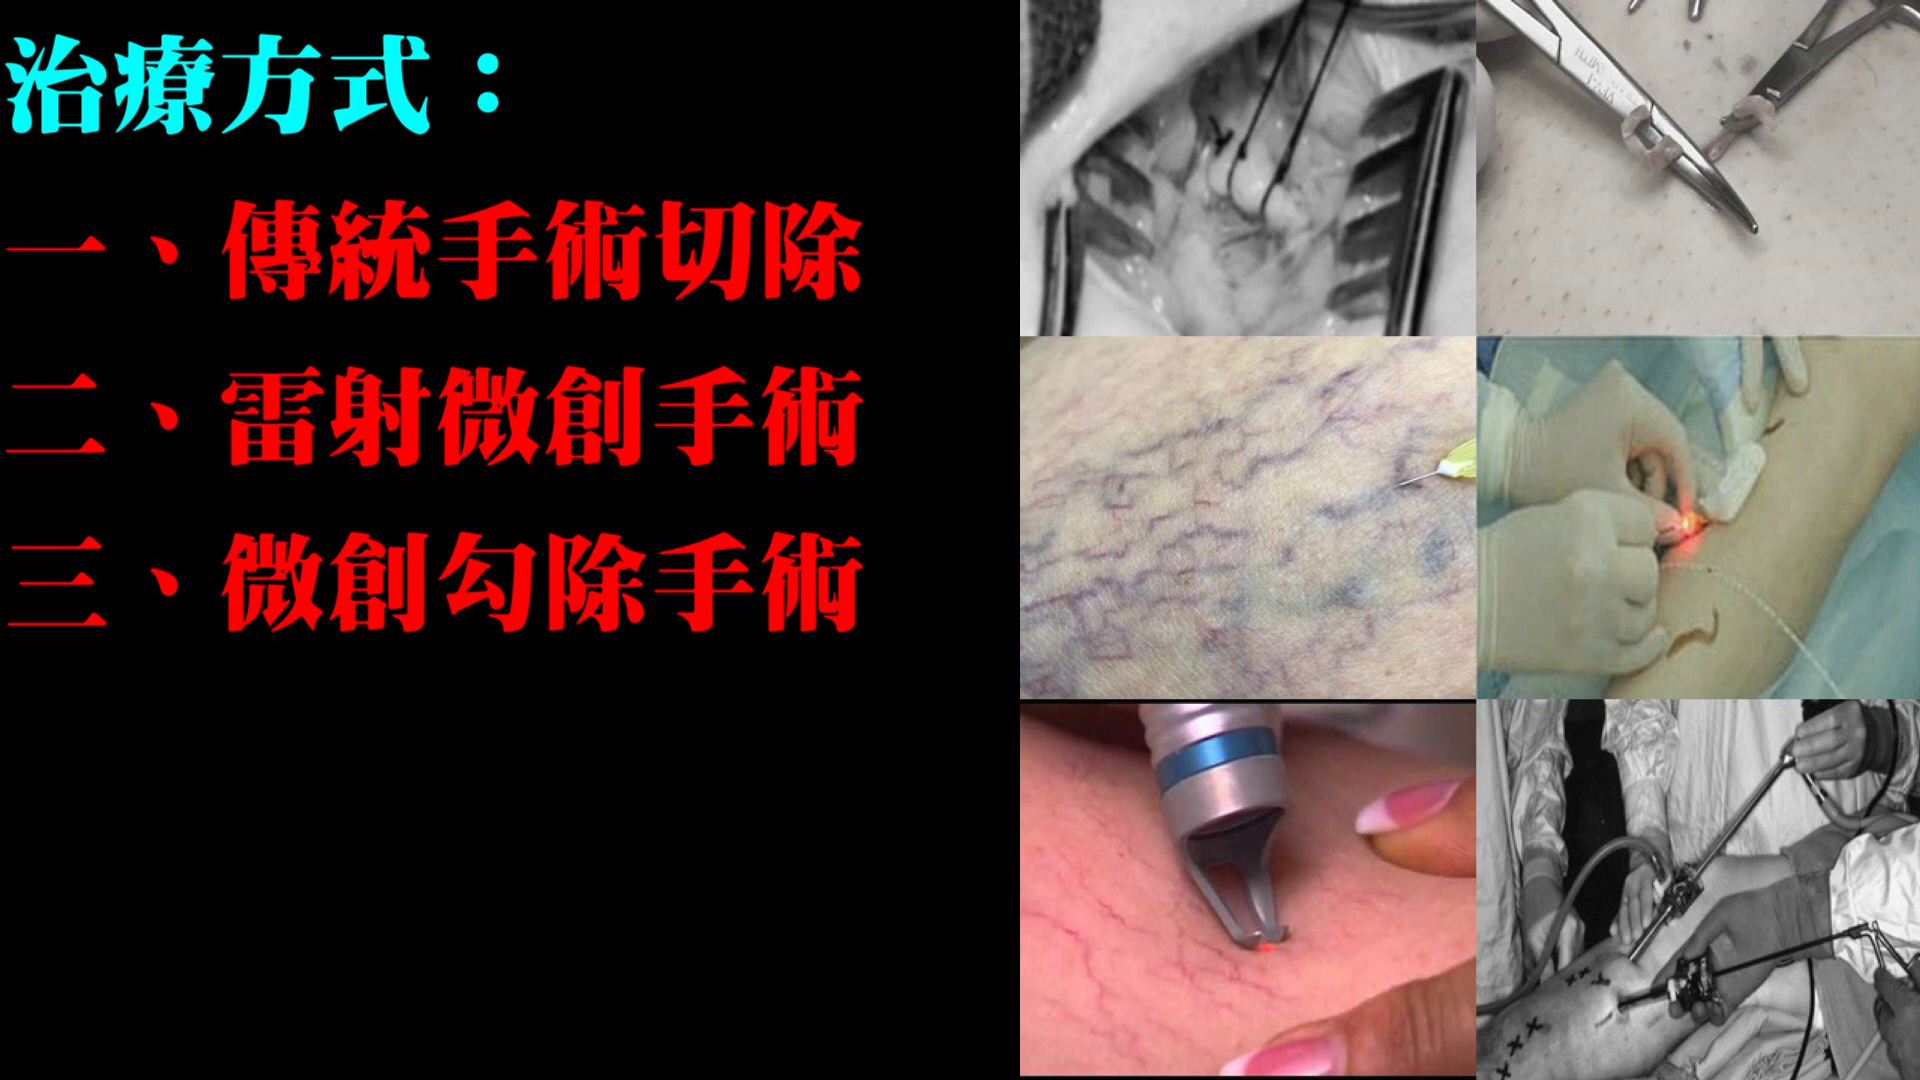 治療方式：
一、傳統手術切除
二、雷射微創手術
三、微創勾除手術